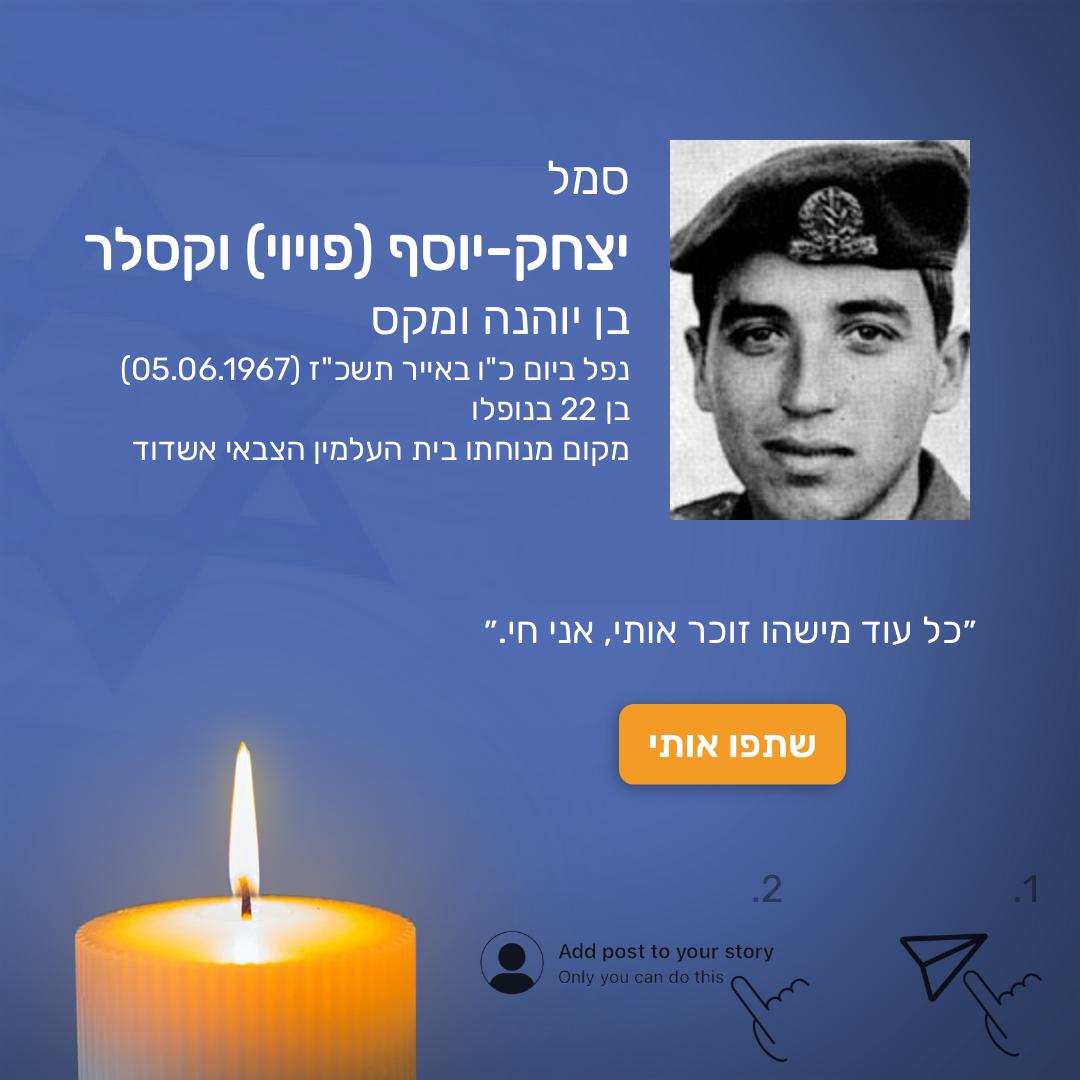 סמל
יצחק-יוסף (פויוי) וקסלר
בן יוהנה ומקס
נפל ביום כ"ו באייר תשכ"ז (05.06.1967)
בן 22 בנופלו
מקום מנוחתו בית העלמין הצבאי אשדוד
״כל עוד מישהו זוכר אותי, אני חי.״
שתפו אותי
1.
2.
Add post to your story
Only you can do this